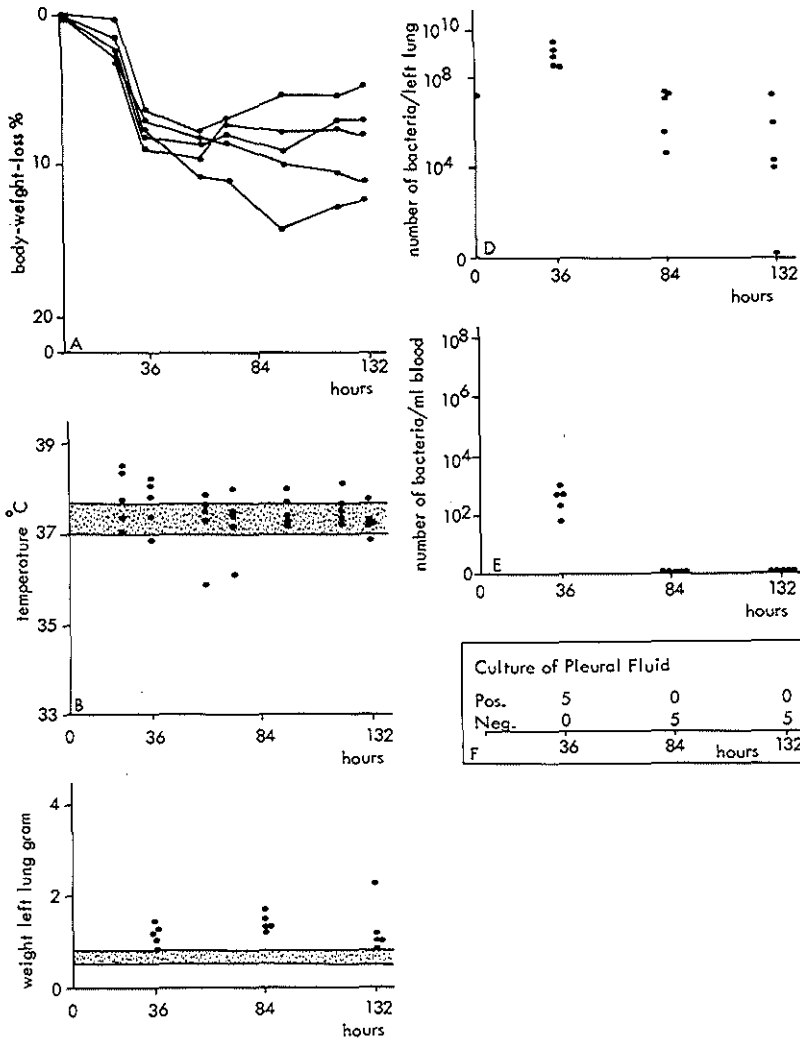 0
10
20
0
body-weight-loss %
A
36
84
132
hours
39
37
35
33
temperature °C
B
0
36
84
132
hours
4
2
0
weight left lung gram
0
36
84
132
hours
10¹⁰
10⁸
10⁴
0
number of bacteria/left lung
D
0
36
84
132
hours
10⁸
10⁶
10⁴
10²
0
number of bacteria/ml blood
E
0
36
84
132
hours
Culture of Pleural Fluid
Pos. 5 0 0
Neg. 0 5 5
F 36 84 hours 132